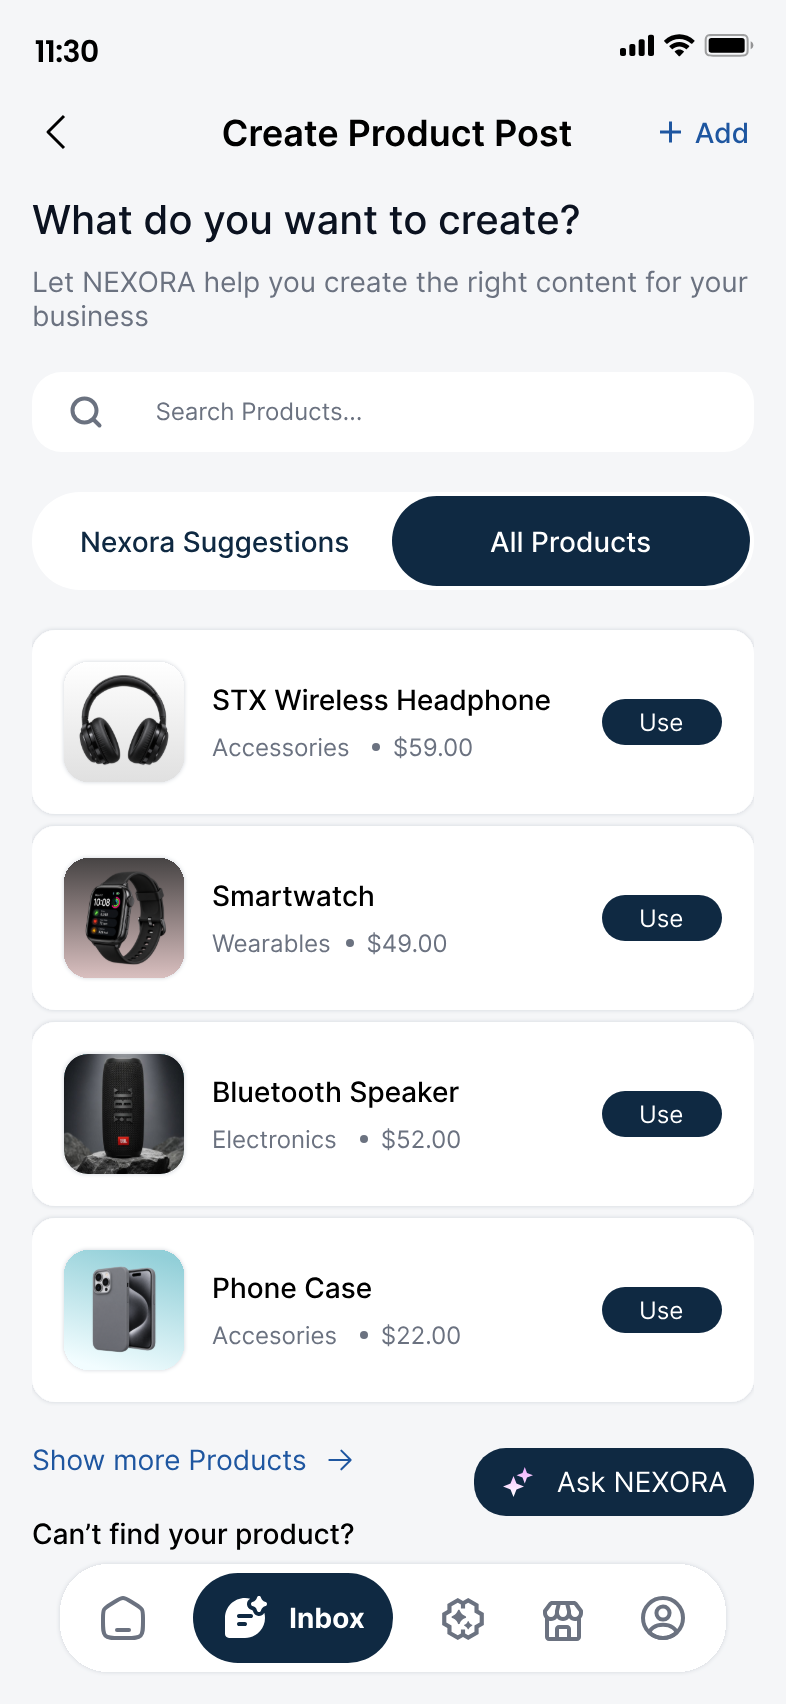 11:30
Create Product Post
+ Add
What do you want to create?
Let NEXORA help you create the right content for your
business
Search Products...
Nexora Suggestions
All Products
STX Wireless Headphone
Accessories • $59.00
Use
10:08
Smartwatch
Wearables • $49.00
Use
JBL
Bluetooth Speaker
Electronics • $52.00
Use
Phone Case
Accesories • $22.00
Use
Show more Products →
Ask NEXORA
Can’t find your product?
Inbox